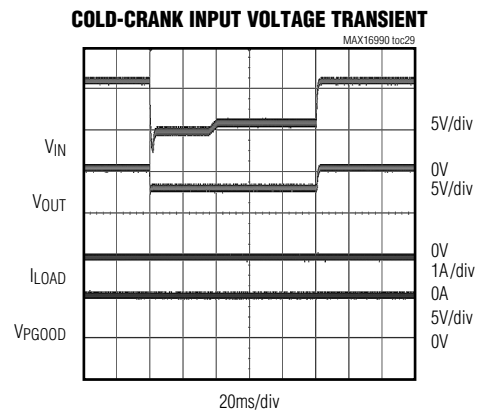 COLD-CRANK INPUT VOLTAGE TRANSIENT
MAX16990 toc29
VIN
VOUT
ILOAD
VPGOOD
5V/div
0V
5V/div
0V
1A/div
0A
5V/div
0V
20ms/div